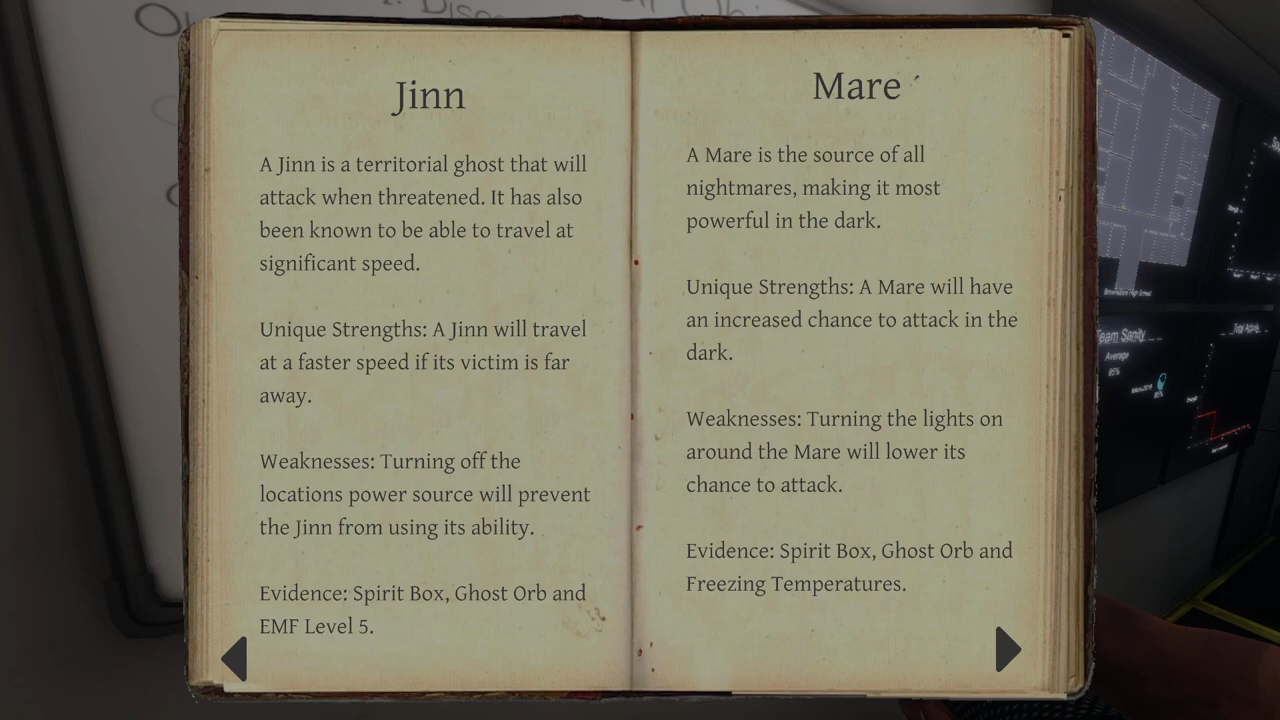 Jinn
A Jinn is a territorial ghost that will
attack when threatened. It has also
been known to be able to travel at
significant speed.
Unique Strengths: A Jinn will travel
at a faster speed if its victim is far
away.
Weaknesses: Turning off the
locations power source will prevent
the Jinn from using its ability.
Evidence: Spirit Box, Ghost Orb and
EMF Level 5.
Mare
A Mare is the source of all
nightmares, making it most
powerful in the dark.
Unique Strengths: A Mare will have
an increased chance to attack in the
dark.
Weaknesses: Turning the lights on
around the Mare will lower its
chance to attack.
Evidence: Spirit Box, Ghost Orb and
Freezing Temperatures.
Brownstone High School
Team Sanity
Average